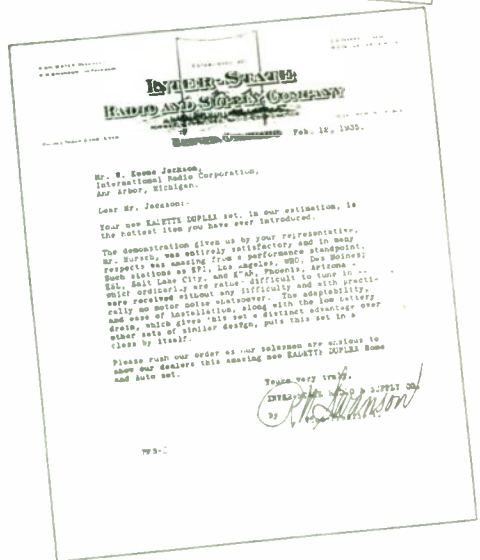 INTER-STATE
RADIO AND SUPPLY COMPANY
Feb. 12, 1935.
Mr. W. Keene Jackson,
International Radio Corporation,
Ann Arbor, Michigan.
Dear Mr. Jackson:-
Your new KADETTE DUPLEX set, in our estimation, is
the hottest item you have ever introduced.
The demonstration given us by your representative,
Mr. Hursch, was entirely satisfactory and in many
respects was amazing from a performance standpoint.
Such stations as KFI, Los Angeles, WHO, Des Moines;
KSL, Salt Lake City, and Phoenix, Arizona -
which ordinarily are rather difficult to tune in
were received without any difficulty and with practi-
cally no motor noise whatsoever. The adaptability,
and ease of installation, along with the low battery
drain, which gives this set a distinct advantage over
other sets of similar design, puts this set in a
class by itself.
Please rush our order as our salesmen are anxious to
show our dealers this amazing new KADETTE DUPLEX Home
and Auto set.
Yours very truly,
INTER-STATE RADIO & SUPPLY CO.
By Swanson